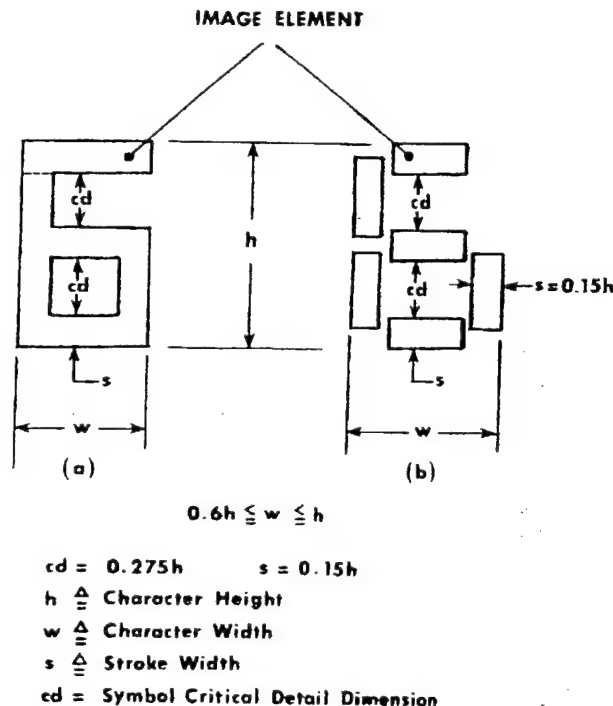 IMAGE ELEMENT
cd
cd
h
cd
cd
s = 0.15h
s
s
w
w
(a)
(b)
0.6h ≦ w ≦ h
cd = 0.275h s = 0.15h
h ≙ Character Height
w ≙ Character Width
s ≙ Stroke Width
cd = Symbol Critical Detail Dimension